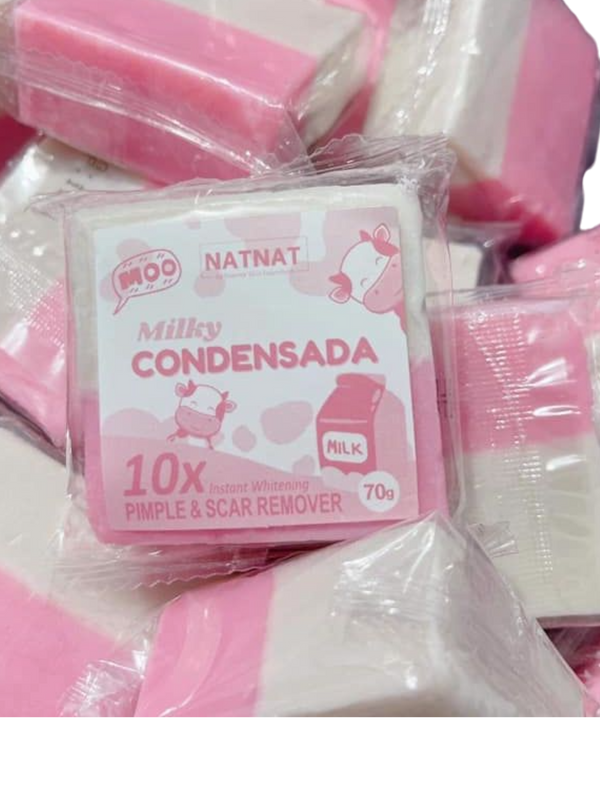 MOO
NATNAT
Milky
CONDENSADA
MILK
10x Instant Whitening
PIMPLE & SCAR REMOVER
70g